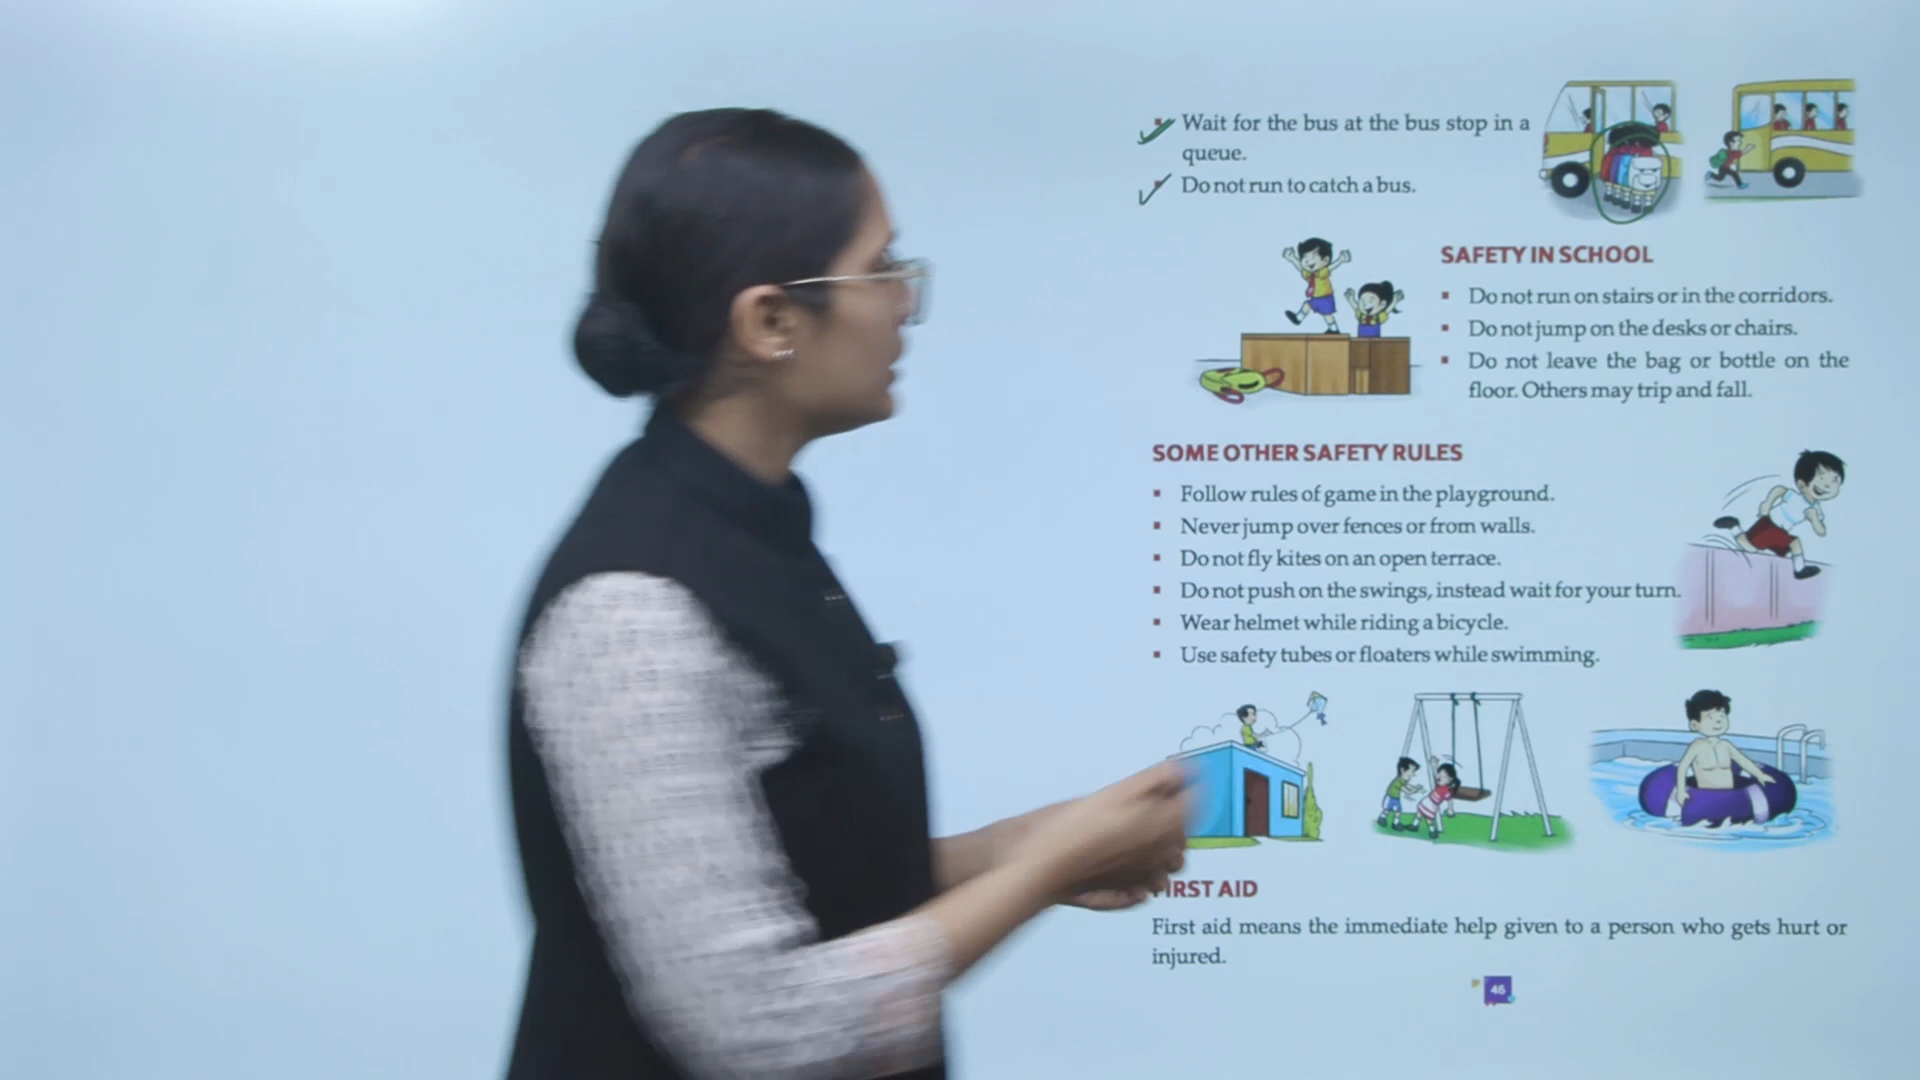 Wait for the bus at the bus stop in a
queue.
Do not run to catch a bus.
SAFETY IN SCHOOL
Do not run on stairs or in the corridors.
Do not jump on the desks or chairs.
Do not leave the bag or bottle on the
floor. Others may trip and fall.
SOME OTHER SAFETY RULES
Follow rules of game in the playground.
Never jump over fences or from walls.
Do not fly kites on an open terrace.
Do not push on the swings, instead wait for your turn.
Wear helmet while riding a bicycle.
Use safety tubes or floaters while swimming.
FIRST AID
First aid means the immediate help given to a person who gets hurt or
injured.
46